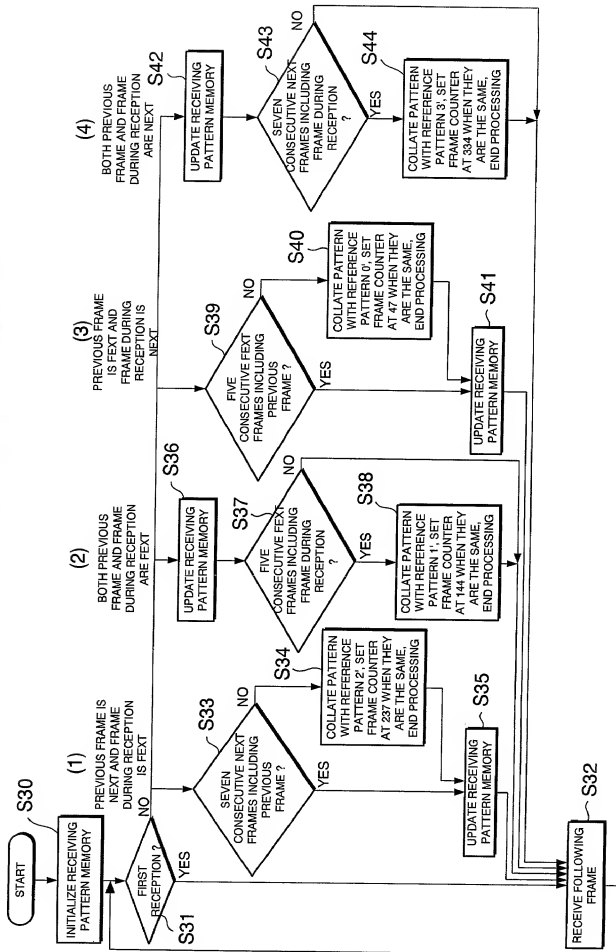 START
S30
INITIALIZE RECEIVING
PATTERN MEMORY
FIRST
RECEPTION ?
S31
NO
YES
(1)
PREVIOUS FRAME IS
NEXT AND FRAME
DURING RECEPTION
IS FEXT
S33
SEVEN
CONSECUTIVE NEXT
FRAMES INCLUDING
PREVIOUS
FRAME ?
NO
YES
S34
COLLATE PATTERN
WITH REFERENCE
PATTERN 2', SET
FRAME COUNTER
AT 237 WHEN THEY
ARE THE SAME,
END PROCESSING
S35
UPDATE RECEIVING
PATTERN MEMORY
S32
RECEIVE FOLLOWING
FRAME
(2)
BOTH PREVIOUS
FRAME AND FRAME
DURING RECEPTION
ARE FEXT
S36
UPDATE RECEIVING
PATTERN MEMORY
S37
FIVE
CONSECUTIVE FEXT
FRAMES INCLUDING
FRAME DURING
RECEPTION
?
NO
YES
S38
COLLATE PATTERN
WITH REFERENCE
PATTERN 1', SET
FRAME COUNTER
AT 144 WHEN THEY
ARE THE SAME,
END PROCESSING
(3)
PREVIOUS FRAME
IS FEXT AND
FRAME DURING
RECEPTION IS
NEXT
S39
FIVE
CONSECUTIVE FEXT
FRAMES INCLUDING
PREVIOUS
FRAME ?
NO
YES
S40
COLLATE PATTERN
WITH REFERENCE
PATTERN 0', SET
FRAME COUNTER
AT 47 WHEN THEY
ARE THE SAME,
END PROCESSING
S41
UPDATE RECEIVING
PATTERN MEMORY
(4)
BOTH PREVIOUS
FRAME AND FRAME
DURING RECEPTION
ARE NEXT
S42
UPDATE RECEIVING
PATTERN MEMORY
S43
SEVEN
CONSECUTIVE NEXT
FRAMES INCLUDING
FRAME DURING
RECEPTION
?
NO
YES
S44
COLLATE PATTERN
WITH REFERENCE
PATTERN 3', SET
FRAME COUNTER
AT 334 WHEN THEY
ARE THE SAME,
END PROCESSING